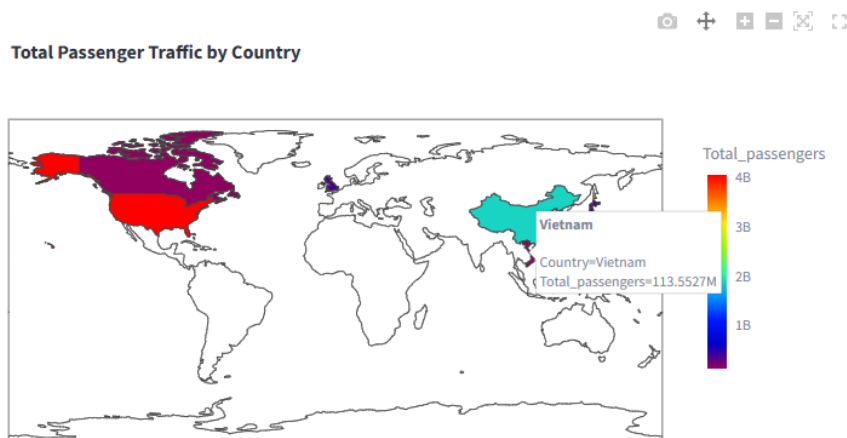 Total Passenger Traffic by Country
Total_passengers
4B
3B
2B
1B
Vietnam
Country=Vietnam
Total_passengers=113.5527M